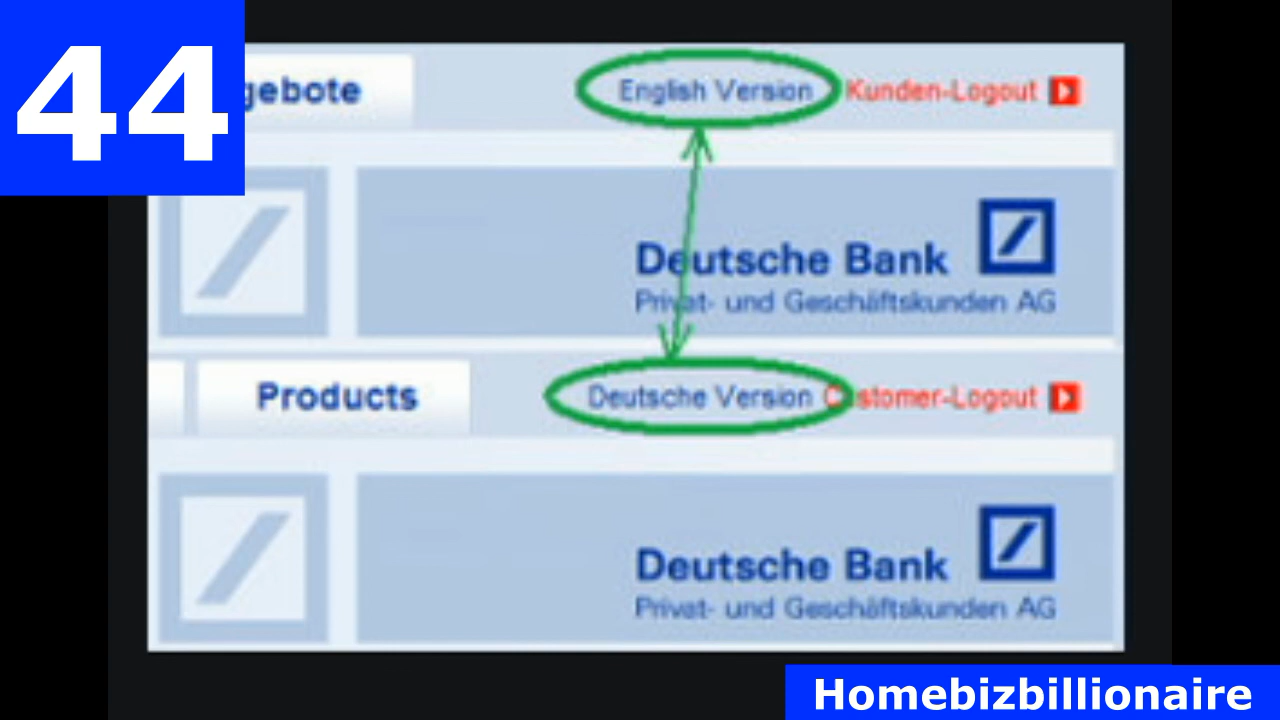 44
gebote
English Version
Kunden-Logout
Deutsche Bank
Privat- und Geschäftskunden AG
Products
Deutsche Version
Customer-Logout
Deutsche Bank
Privat- und Geschäftskunden AG
Homebizbillionaire